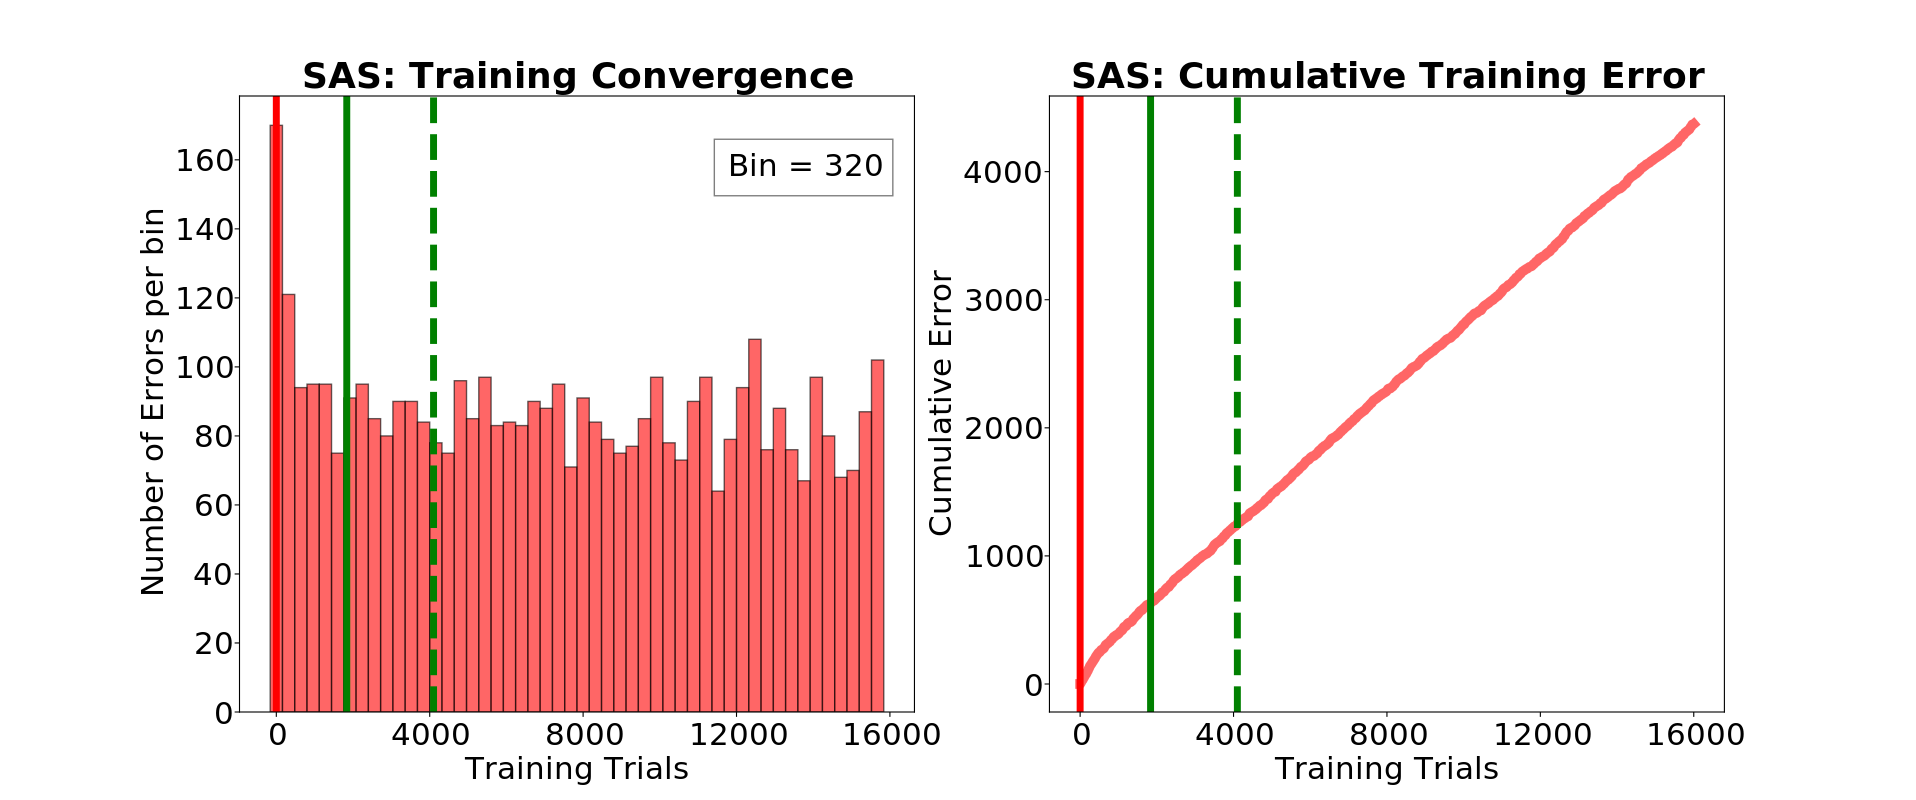 SAS: Training Convergence
Number of Errors per bin
160
140
120
100
80
60
40
20
0
Bin = 320
0 4000 8000 12000 16000
Training Trials
SAS: Cumulative Training Error
Cumulative Error
4000
3000
2000
1000
0
0 4000 8000 12000 16000
Training Trials